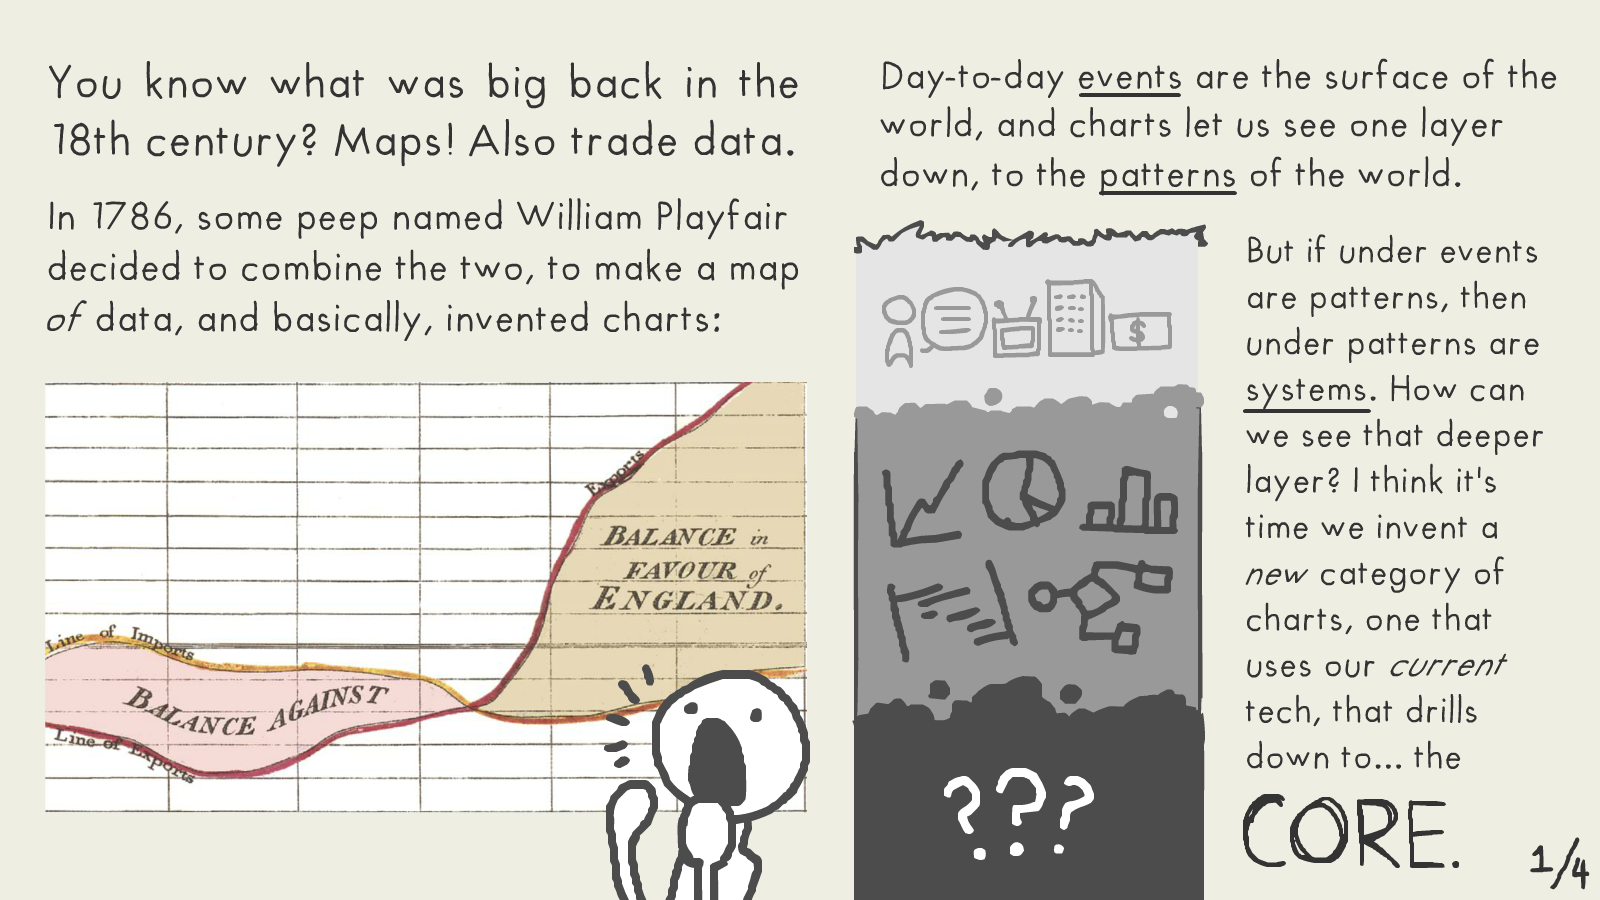 You know what was big back in the
18th century? Maps! Also trade data.
In 1786, some peep named William Playfair
decided to combine the two, to make a map
of data, and basically, invented charts:
Exports
BALANCE in
FAVOUR of
ENGLAND.
Line of Imports
BALANCE AGAINST
Line of Exports
Day-to-day events are the surface of the
world, and charts let us see one layer
down, to the patterns of the world.
$
???
But if under events
are patterns, then
under patterns are
systems. How can
we see that deeper
layer? I think it's
time we invent a
new category of
charts, one that
uses our current
tech, that drills
down to... the
CORE.
1/4